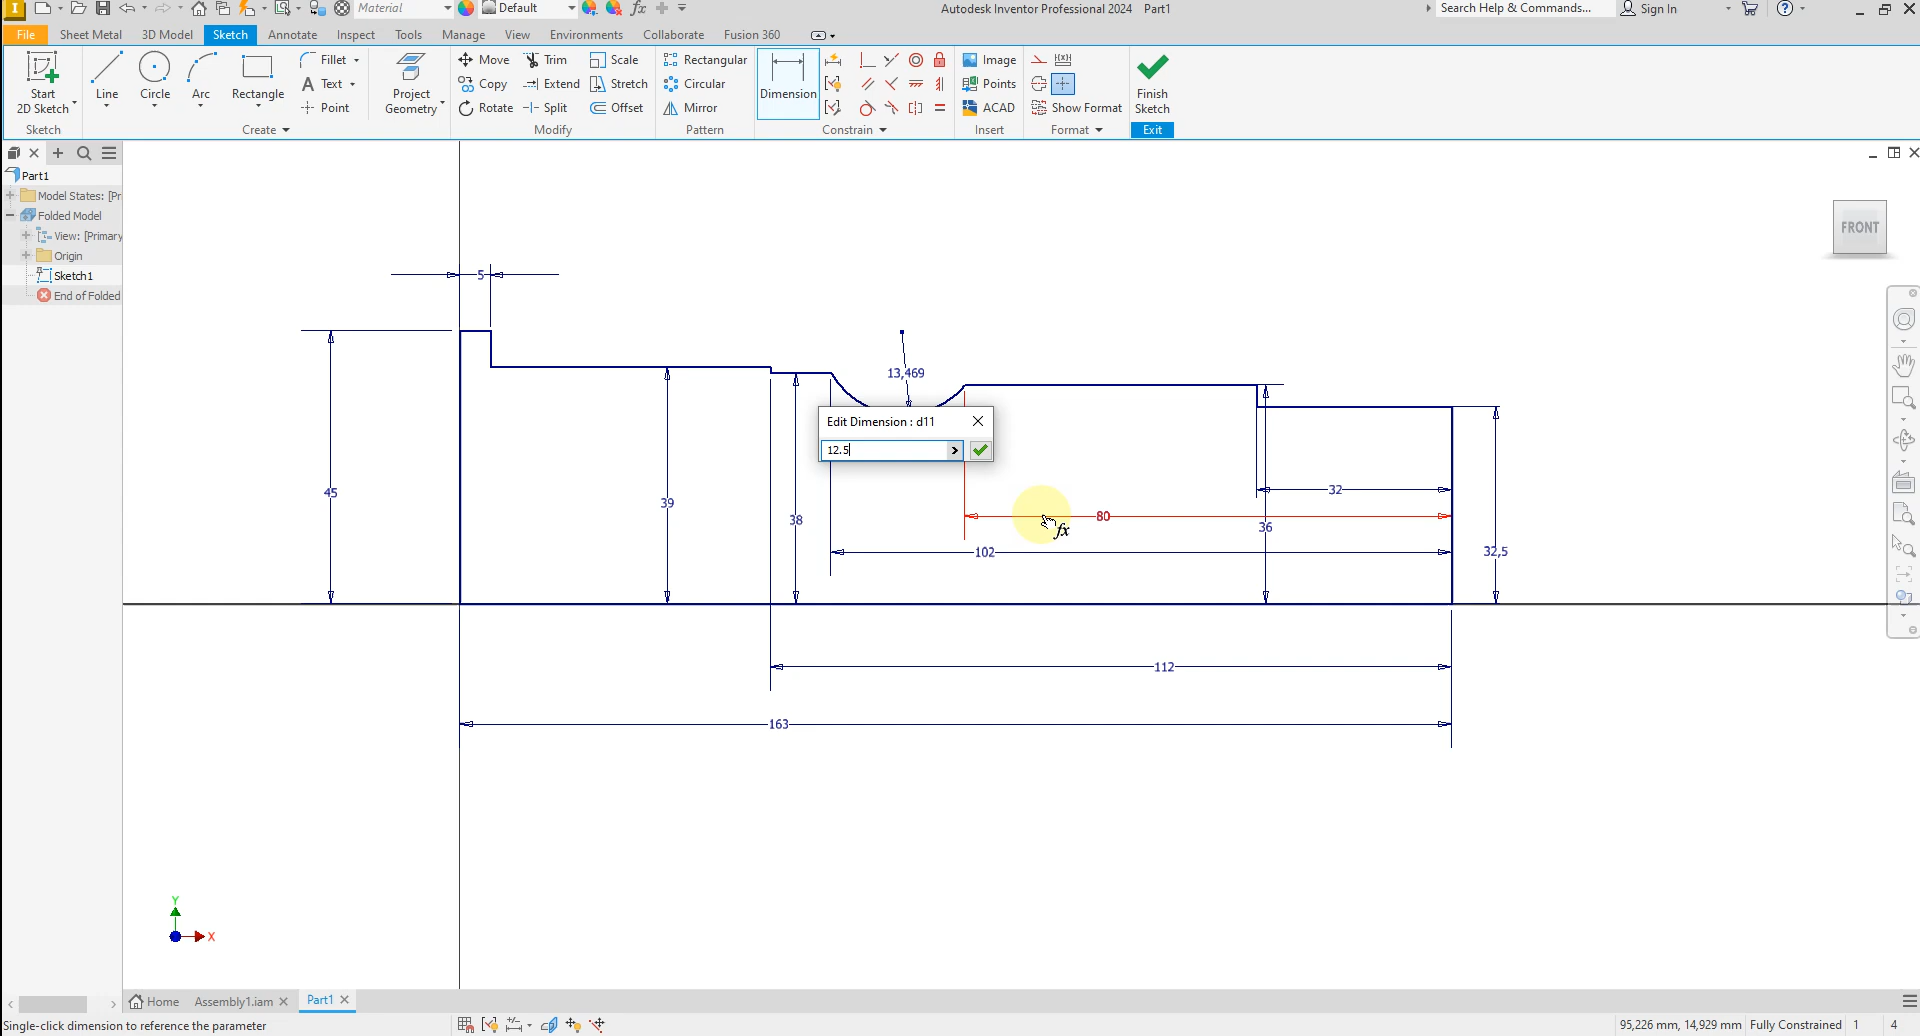 I Material Default fx Autodesk Inventor Professional 2024 Part1 Search Help & Commands... Sign In
File Sheet Metal 3D Model Sketch Annotate Inspect Tools Manage View Environments Collaborate Fusion 360
Start
2D Sketch
Line
Circle
Arc
Rectangle
Fillet
Text
Point
Project
Geometry
Move
Copy
Rotate
Trim
Extend
Split
Scale
Stretch
Offset
Rectangular
Circular
Mirror
Dimension
Image
Points
ACAD
Show Format
Finish
Sketch
Sketch Create Modify Pattern Constrain Insert Format Exit
Part1
Model States: [Pr
Folded Model
View: [Primary
Origin
Sketch1
End of Folded
FRONT
5
13,469
Edit Dimension : d11
12.5
45
39
38
32
80
fx
36
102
32,5
112
163
Y
X
Home Assembly1.iam Part1
Single-click dimension to reference the parameter
95,226 mm, 14,929 mm Fully Constrained 1 4